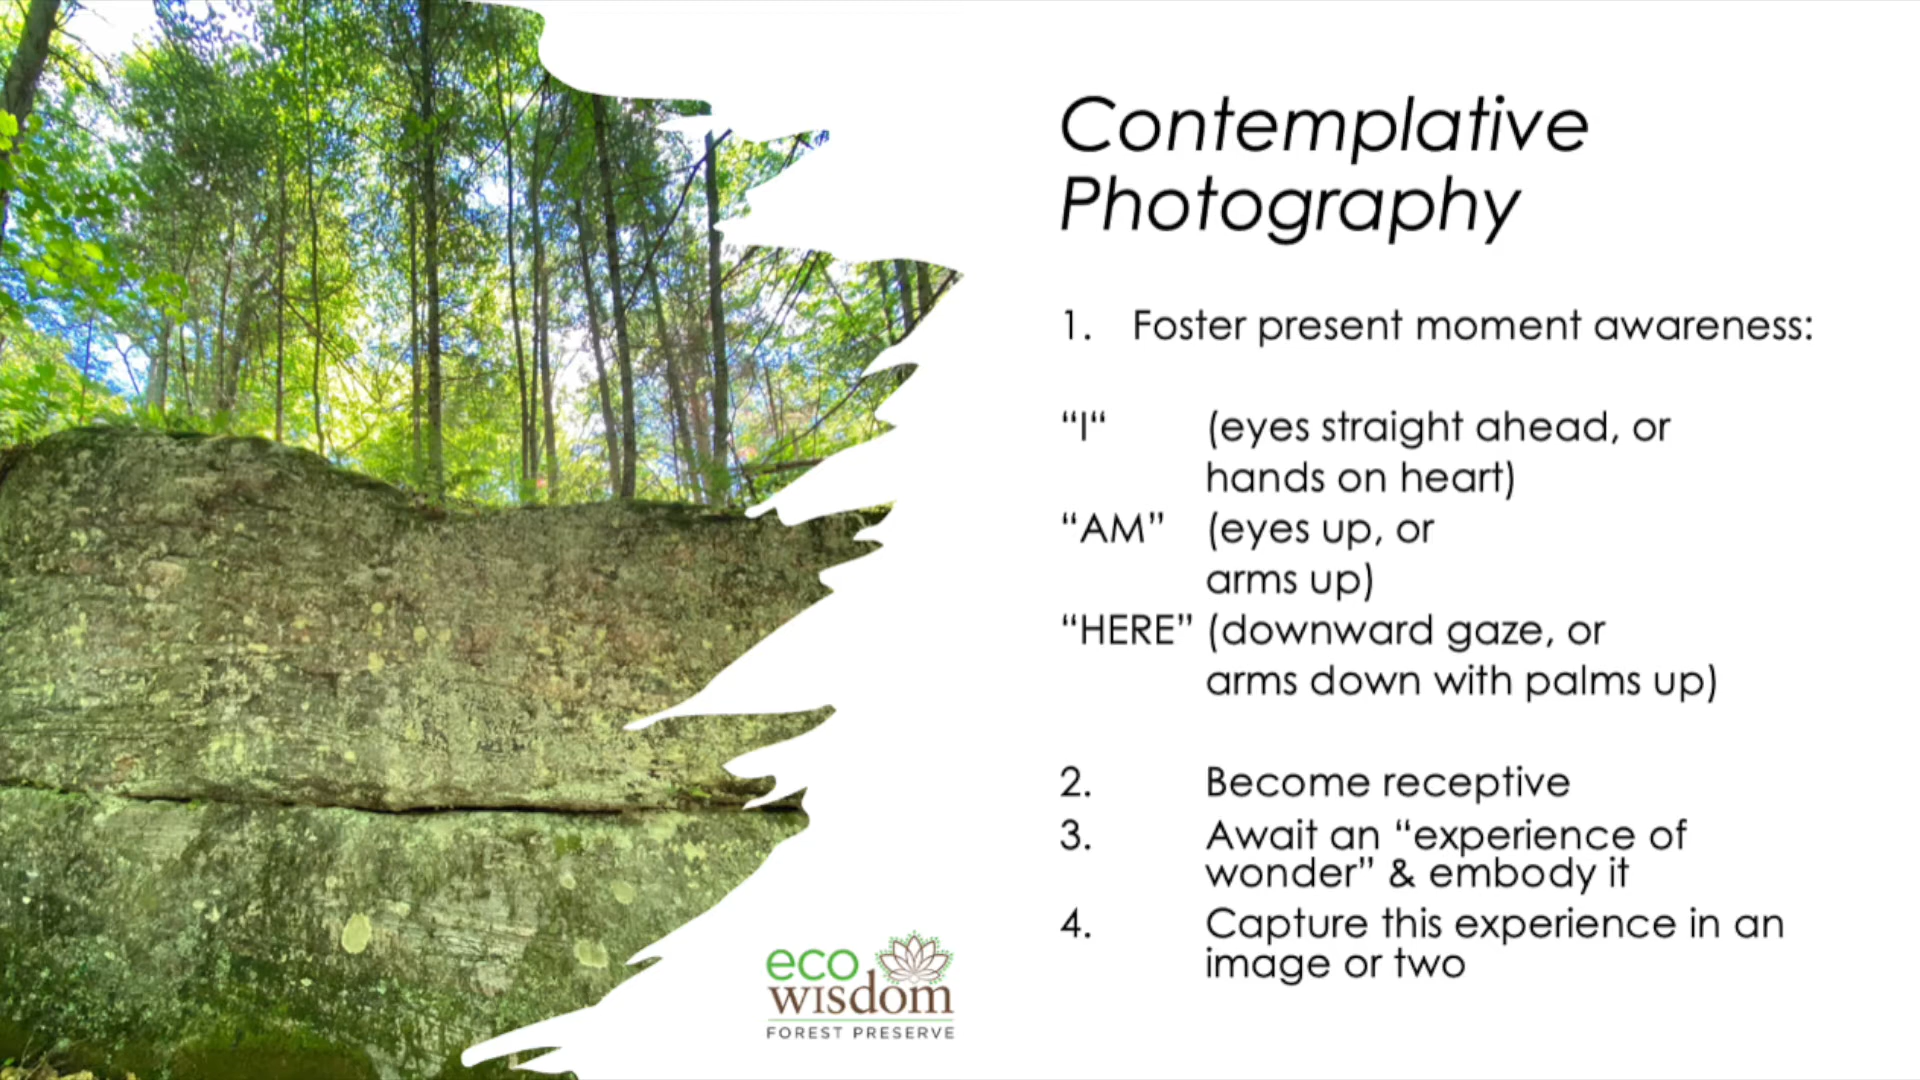 Contemplative
Photography
1. Foster present moment awareness:
“I“ (eyes straight ahead, or
hands on heart)
“AM” (eyes up, or
arms up)
“HERE” (downward gaze, or
arms down with palms up)
2. Become receptive
3. Await an “experience of
wonder” & embody it
4. Capture this experience in an
image or two
eco
wisdom
FOREST PRESERVE